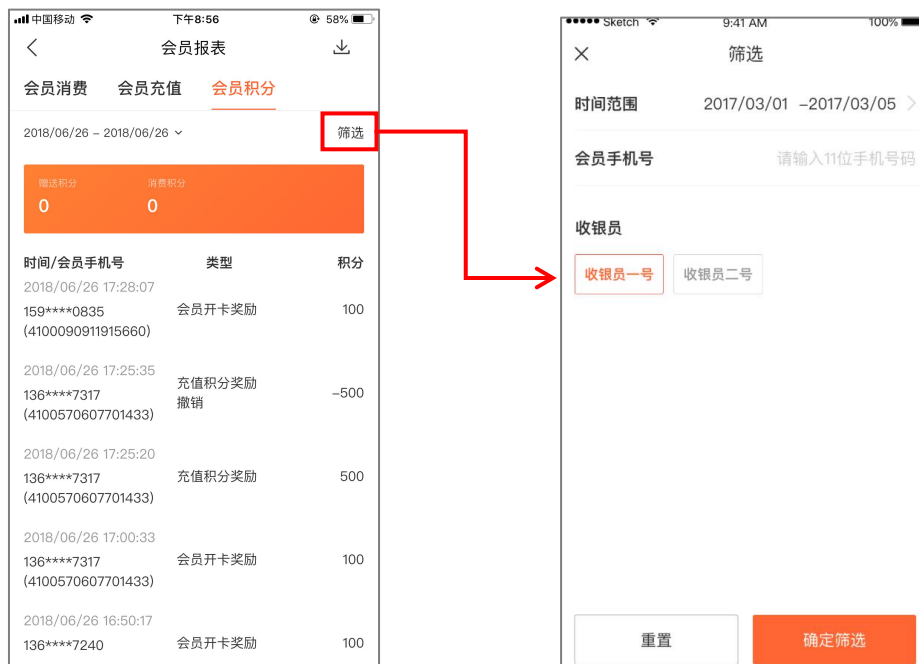 中国移动 下午8:56 58%
会员报表
会员消费 会员充值 会员积分
2018/06/26 – 2018/06/26 筛选
赠送积分 消费积分
0 0
时间/会员手机号 类型 积分
2018/06/26 17:28:07
159****0835 会员开卡奖励 100
(4100090911915660)
2018/06/26 17:25:35
136****7317 充值积分奖励 –500
撤销
(4100570607701433)
2018/06/26 17:25:20
136****7317 充值积分奖励 500
(4100570607701433)
2018/06/26 17:00:33
136****7317 会员开卡奖励 100
(4100570607701433)
2018/06/26 16:50:17
136****7240 会员开卡奖励 100
Sketch 9:41 AM 100%
筛选
时间范围 2017/03/01 –2017/03/05
会员手机号 请输入11位手机号码
收银员
收银员一号 收银员二号
重置 确定筛选